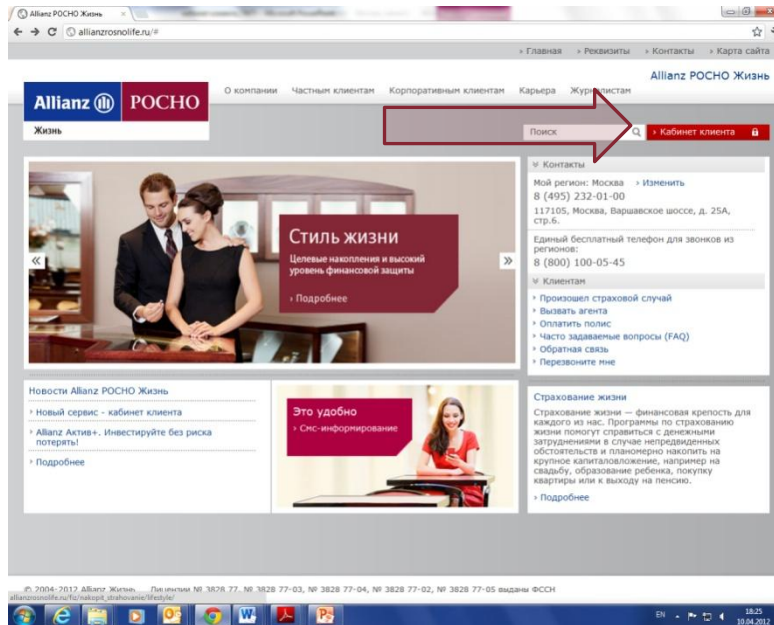 Allianz РОСНО Жизнь
allianzrosnolife.ru/#
Главная
Реквизиты
Контакты
Карта сайта
Allianz РОСНО Жизнь
Allianz РОСНО
Жизнь
О компании
Частным клиентам
Корпоративным клиентам
Карьера
Журналистам
Поиск
Кабинет клиента
Стиль жизни
Целевые накопления и высокий
уровень финансовой
защиты
Подробнее
Контакты
Мой регион: Москва
Изменить
8 (495) 232-01-00
117105, Москва, Варшавское шоссе, д. 25А,
стр.6.
Единый бесплатный телефон для звонков из
регионов:
8 (800) 100-05-45
Клиентам
Произошел страховой случай
Вызвать агента
Оплатить полис
Часто задаваемые вопросы (FAQ)
Обратная связь
Перезвоните мне
Новости Allianz РОСНО Жизнь
Новый сервис - кабинет клиента
Allianz Актив+. Инвестируйте без риска
потерять!
Подробнее
Это удобно
Смс-информирование
Страхование жизни
Страхование жизни — финансовая крепость для
каждого из нас. Программы по страхованию
жизни помогут справиться с денежными
затруднениями в случае непредвиденных
обстоятельств и планомерно накопить на
крупное капиталовложение, например на
свадьбу, образование ребенка, покупку
квартиры или к выходу на пенсию.
Подробнее
© 2004-2012 Allianz Жизнь. Лицензии № 3828 77, № 3828 77-03, № 3828 77-04, № 3828 77-02, № 3828 77-05 выданы ФССН
allianzrosnolife.ru/fiz/nakopit_strahovanie/lifestyle/
EN
18:25
10.04.2012